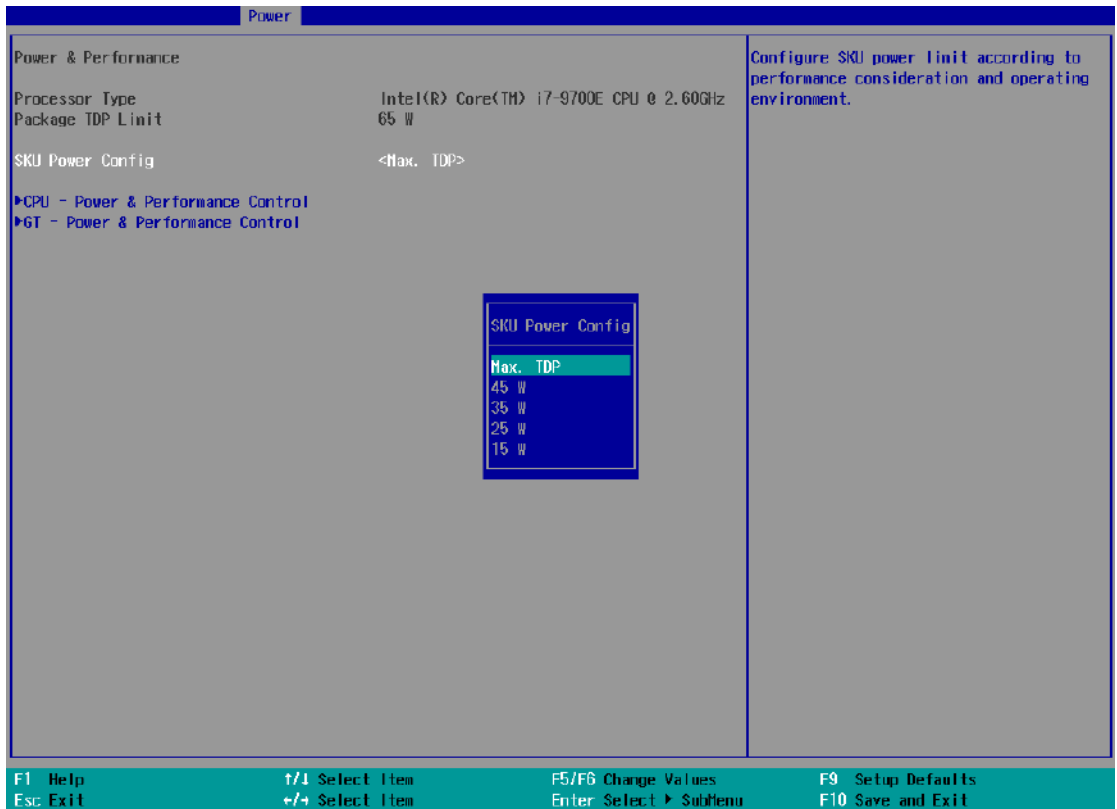 Power
Power & Performance
Processor Type Intel(R) Core(TM) i7-9700E CPU @ 2.60GHz
Package TDP Limit 65 W
SKU Power Config <Max. TDP>
►CPU - Power & Performance Control
►GT - Power & Performance Control
SKU Power Config
Max. TDP
45 W
35 W
25 W
15 W
Configure SKU power limit according to
performance consideration and operating
environment.
F1 Help ↑/↓ Select Item F5/F6 Change Values F9 Setup Defaults
Esc Exit ←/→ Select Item Enter Select ► SubMenu F10 Save and Exit